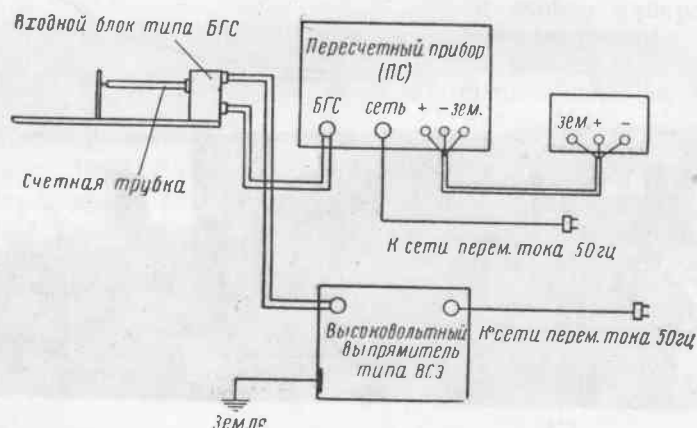 Входной блок типа БГС
Пересчетный прибор
(ПС)
БГС сеть + - зем.
зем. + -
Счетная трубка
К сети перем. тока 50гц
Высоковольтный
выпрямитель
типа ВСЭ
К сети перем. тока 50гц
Земля